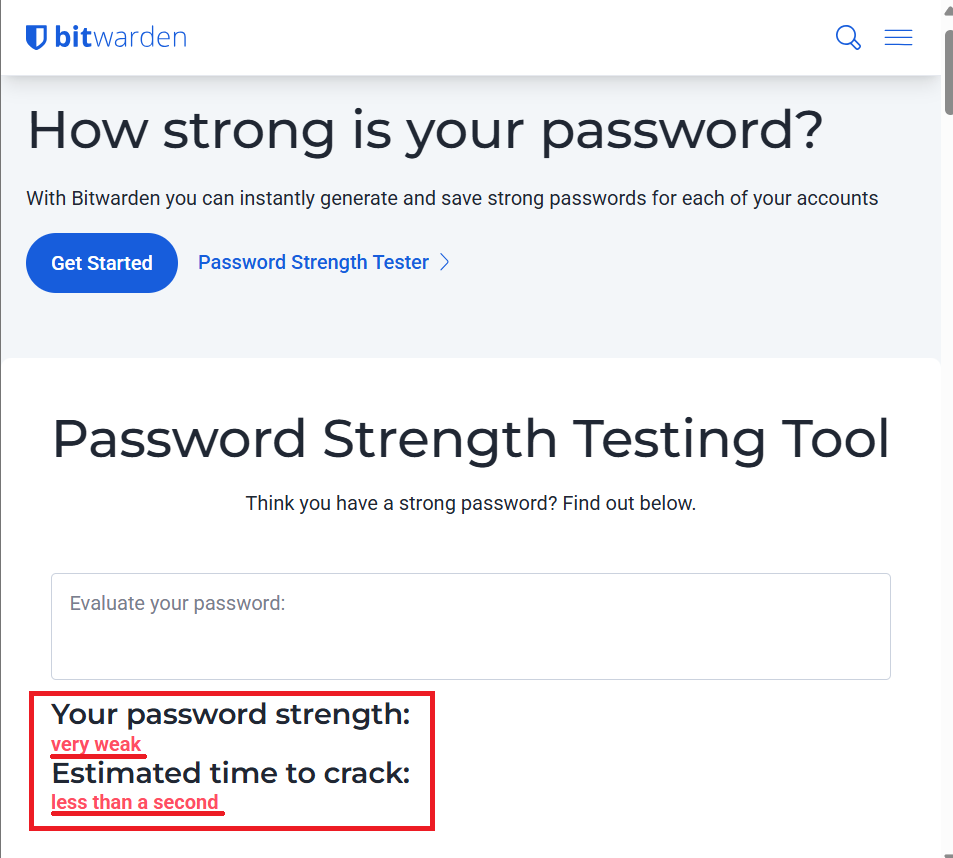 bitwarden
How strong is your password?
With Bitwarden you can instantly generate and save strong passwords for each of your accounts
Get Started
Password Strength Tester
Password Strength Testing Tool
Think you have a strong password? Find out below.
Evaluate your password:
Your password strength:
very weak
Estimated time to crack:
less than a second